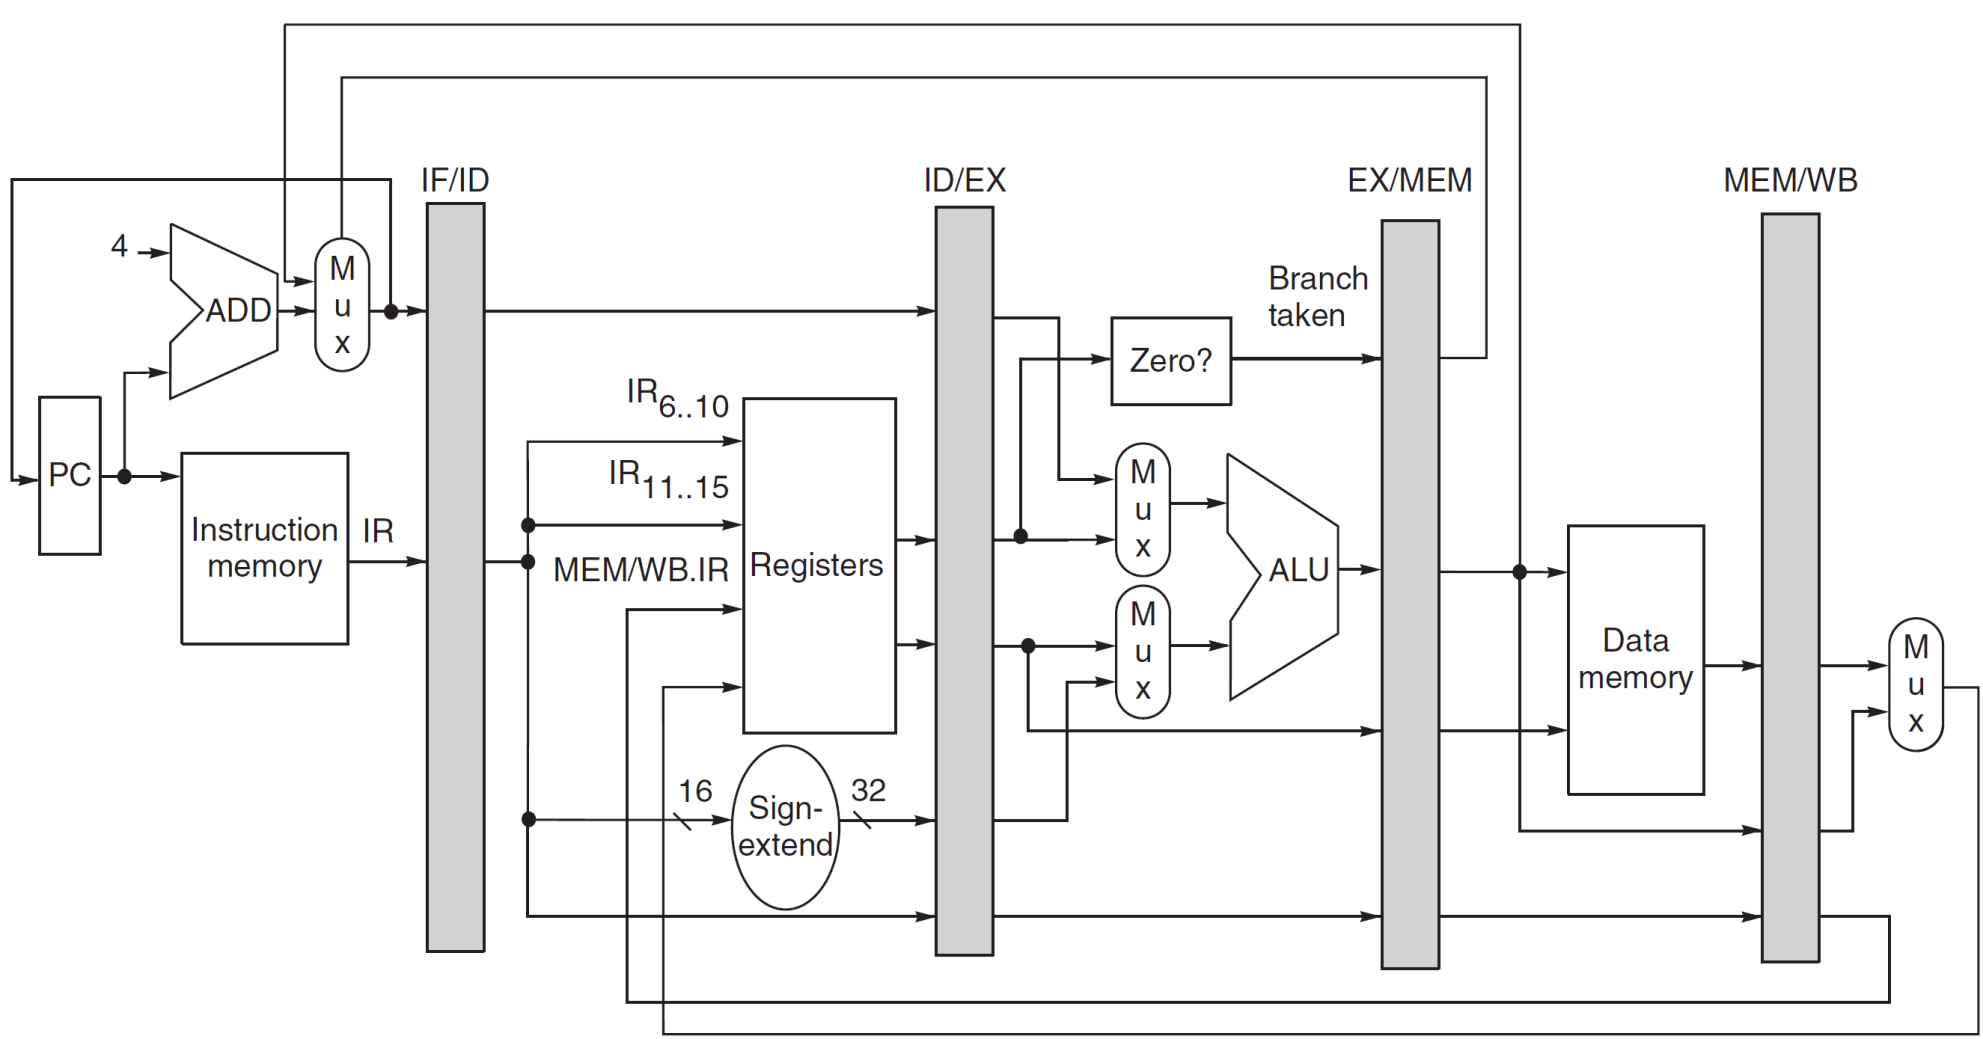 IF/ID
ID/EX
EX/MEM
MEM/WB
4
ADD
M
u
x
Branch
taken
Zero?
IR6..10
IR11..15
MEM/WB.IR
Registers
PC
Instruction
memory
IR
M
u
x
M
u
x
ALU
Data
memory
M
u
x
16
Sign-
extend
32